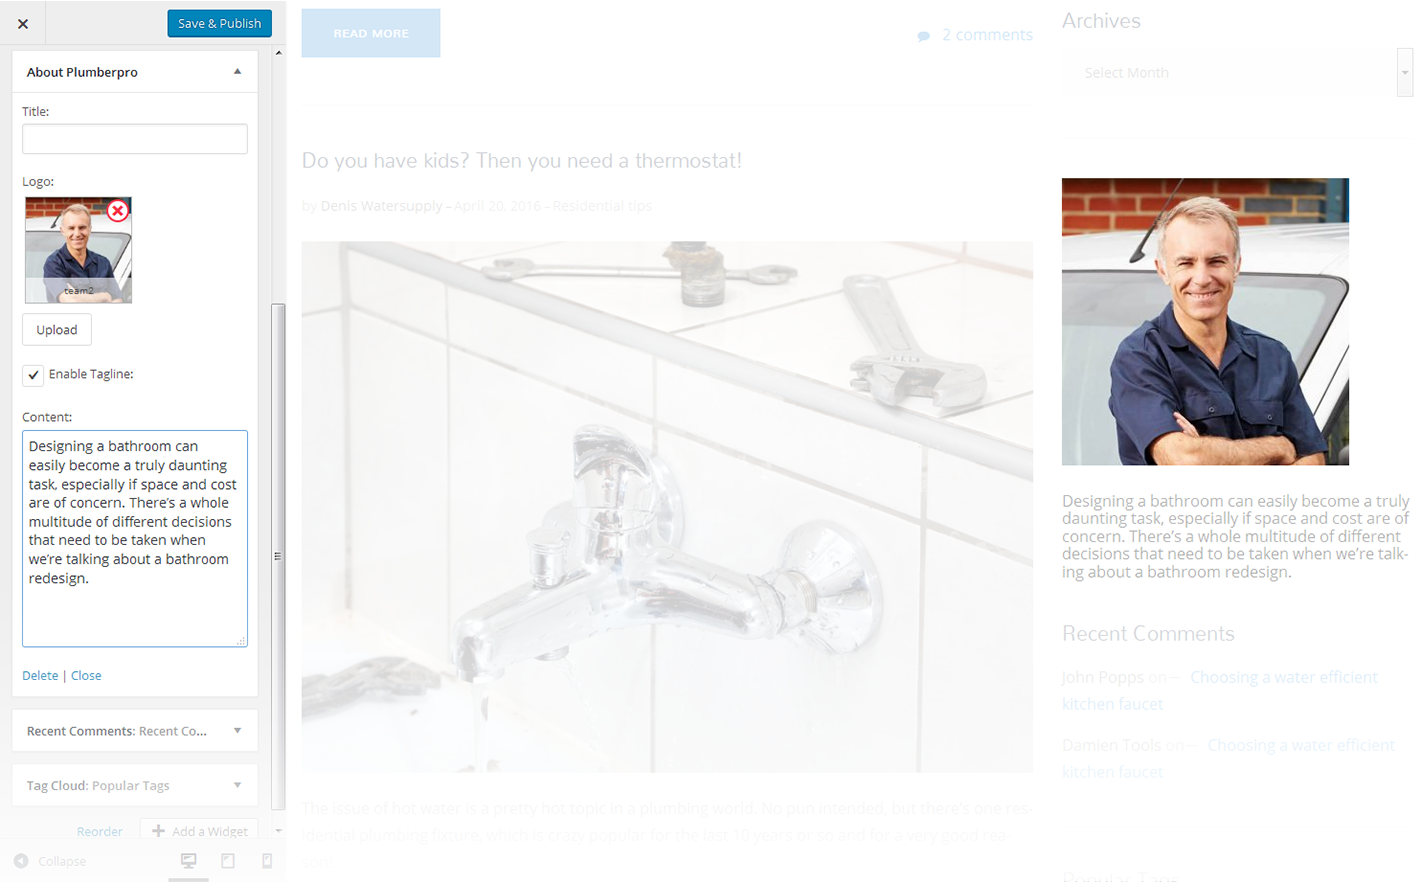 Save & Publish
About Plumberpro
Title:
Logo:
team2
Upload
Enable Tagline:
Content:
Designing a bathroom can
easily become a truly daunting
task, especially if space and cost
are of concern. There's a whole
multitude of different decisions
that need to be taken when
we're talking about a bathroom
redesign.
Delete | Close
Recent Comments: Recent Co...
Tag Cloud: Popular Tags
Reorder
Add a Widget
Collapse
READ MORE
2 comments
Do you have kids? Then you need a thermostat!
by Denis Watersupply – April 20, 2016 – Residential tips
The issue of hot water is a pretty hot topic in a plumbing world. No pun intended, but there's one res-
idential plumbing fixture, which is crazy popular for the last 10 years or so and for a very good rea-
son!
Archives
Select Month
Designing a bathroom can easily become a truly
daunting task, especially if space and cost are of
concern. There's a whole multitude of different
decisions that need to be taken when we're talk-
ing about a bathroom redesign.
Recent Comments
John Popps on — Choosing a water efficient
kitchen faucet
Damien Tools on — Choosing a water efficient
kitchen faucet
Popular Tags